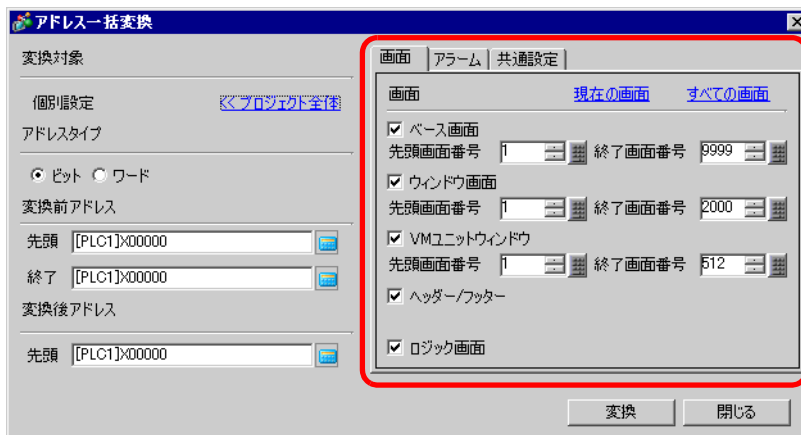 アドレス一括変換
変換対象
個別設定 << プロジェクト全体
アドレスタイプ
ビット ワード
変換前アドレス
先頭 [PLC1]X00000
終了 [PLC1]X00000
変換後アドレス
先頭 [PLC1]X00000
画面 アラーム 共通設定
画面 現在の画面 すべての画面
ベース画面
先頭画面番号 1 終了画面番号 9999
ウィンドウ画面
先頭画面番号 1 終了画面番号 2000
VMユニットウィンドウ
先頭画面番号 1 終了画面番号 512
ヘッダー/フッター
ロジック画面
変換 閉じる